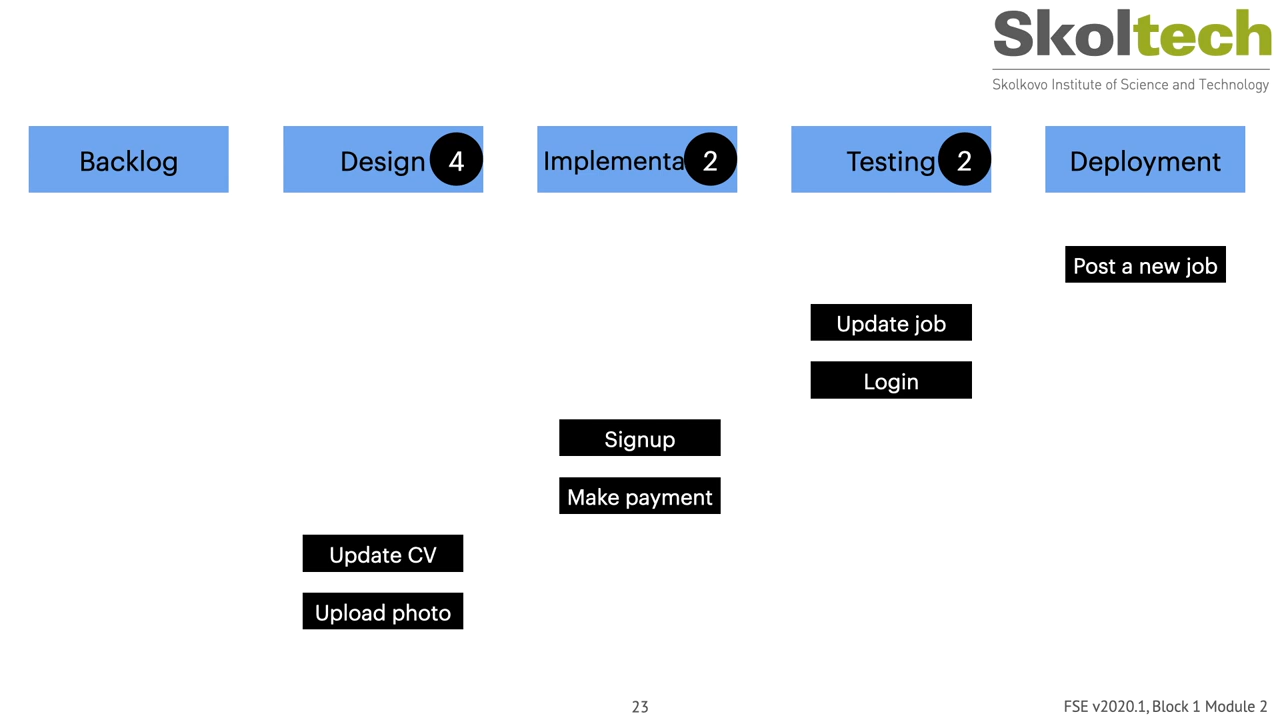 Skoltech
Skolkovo Institute of Science and Technology
Backlog
Design 4
Implementa 2
Testing 2
Deployment
Post a new job
Update job
Login
Signup
Make payment
Update CV
Upload photo
23
FSE v2020.1, Block 1 Module 2